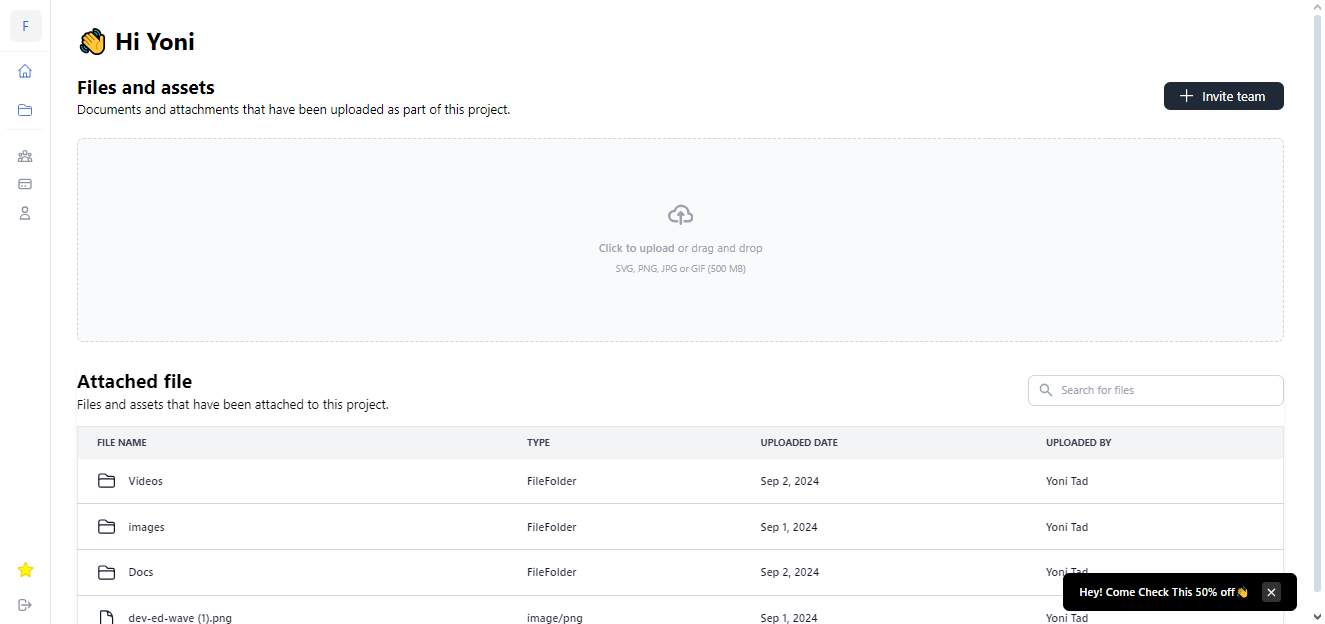 F
Hi Yoni
Files and assets
Documents and attachments that have been uploaded as part of this project.
Invite team
Click to upload or drag and drop
SVG, PNG, JPG or GIF (500 MB)
Attached file
Files and assets that have been attached to this project.
Search for files
FILE NAME TYPE UPLOADED DATE UPLOADED BY
Videos FileFolder Sep 2, 2024 Yoni Tad
images FileFolder Sep 1, 2024 Yoni Tad
Docs FileFolder Sep 2, 2024 Yoni Tad
Hey! Come Check This 50% off
dev-ed-wave (1).png image/png Sep 1, 2024 Yoni Tad